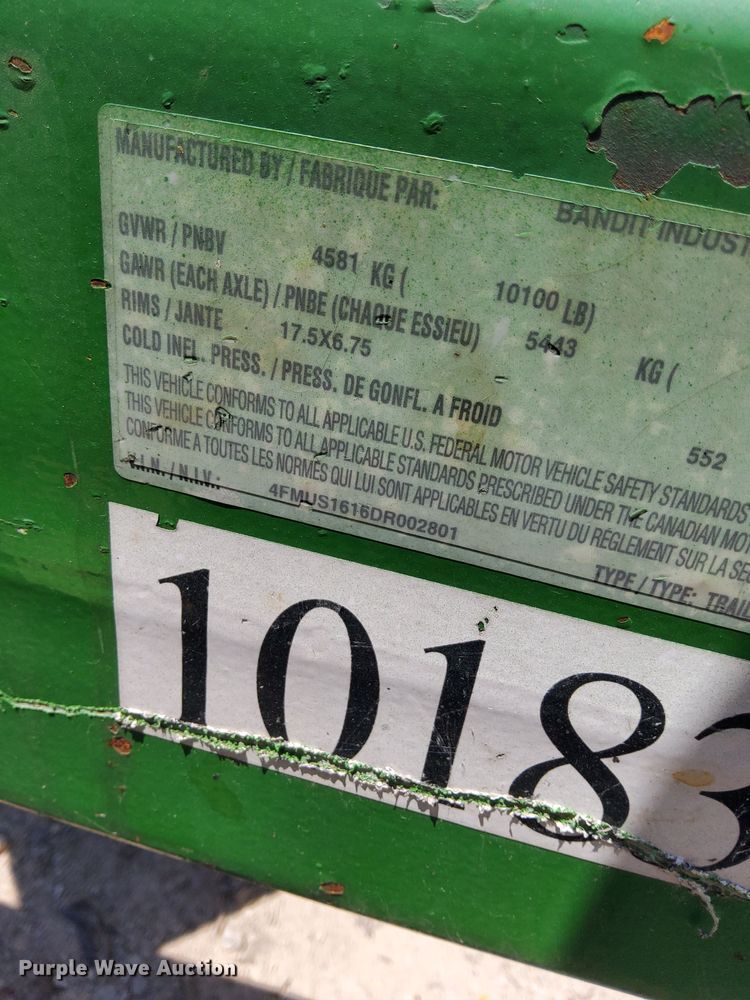 MANUFACTURED BY / FABRIQUE PAR: BANDIT INDUST
GVWR / PNBV 4581 KG ( 10100 LB)
GAWR (EACH AXLE) / PNBE (CHAQUE ESSIEU) 5443 KG (
RIMS / JANTE 17.5X6.75
COLD INFL. PRESS. / PRESS. DE GONFL. A FROID 552
THIS VEHICLE CONFORMS TO ALL APPLICABLE U.S. FEDERAL MOTOR VEHICLE SAFETY STANDARDS
THIS VEHICLE CONFORMS TO ALL APPLICABLE STANDARDS PRESCRIBED UNDER THE CANADIAN MOT
CONFORME A TOUTES LES NORMES QUI LUI SONT APPLICABLES EN VERTU DU RÉGLEMENT SUR LA SE
V.I.N. / N.I.V.: 4FMUS1616DR002801 TYPE / TYPE: TRAI
10183
Purple Wave Auction